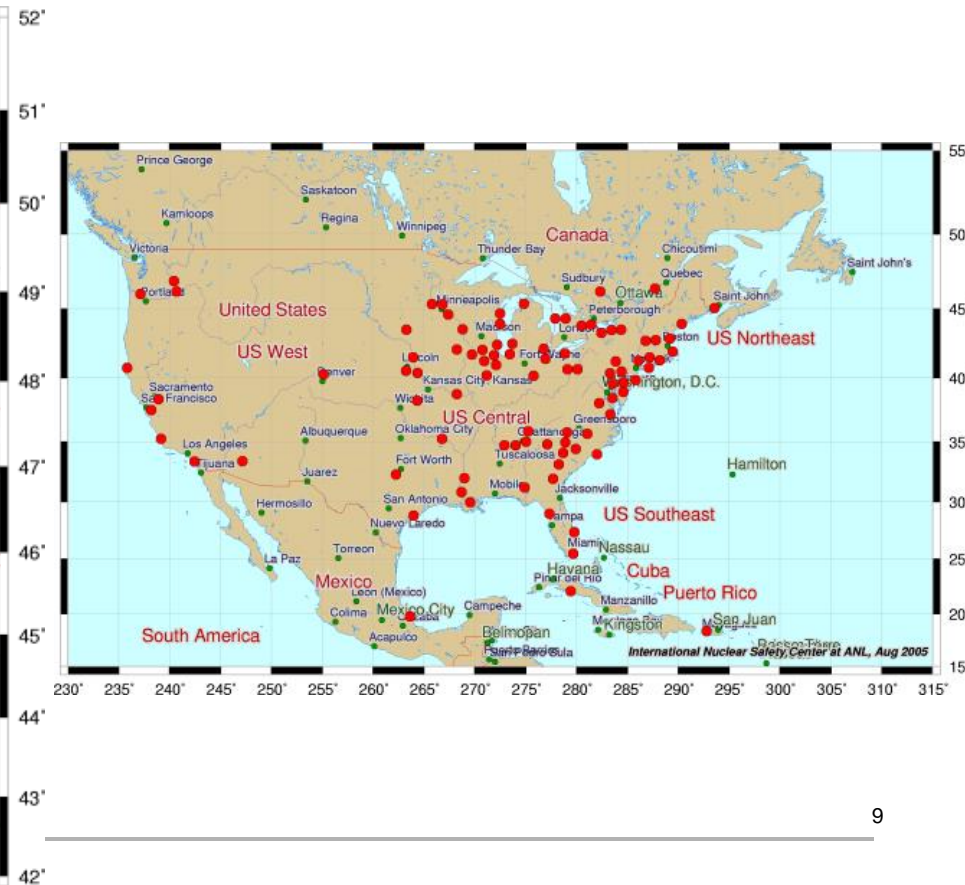 52°
51°
50°
49°
48°
47°
46°
45°
44°
43°
42°
Prince George
Saskatoon
Kamloops
Regina
Winnipeg
Canada
Victoria
Thunder Bay
Chicoutimi
Saint John's
Sudbury
Quebec
Portland
Minneapolis
Ottawa
Saint John
United States
Peterborough
US Northeast
Madison
US West
Lincoln
Fort Wayne
Denver
Kansas City, Kansas
Washington, D.C.
Sacramento
San Francisco
Wichita
US Central
Greensboro
Albuquerque
Oklahoma City
Chattanooga
Los Angeles
Tijuana
Juarez
Fort Worth
Tuscaloosa
Hamilton
Hermosillo
San Antonio
Mobile
Jacksonville
US Southeast
Nuevo Laredo
Tampa
Torreon
Miami
Nassau
La Paz
Havana
Cuba
Mexico
Pinar del Rio
Puerto Rico
Leon (Mexico)
Manzanillo
Colima
Mexico City
Campeche
San Juan
South America
Acapulco
Belmopan
Kingston
San Pedro Sula
International Nuclear Safety Center at ANL, Aug 2005
55
50
45
40
35
30
25
20
15
230° 235° 240° 245° 250° 255° 260° 265° 270° 275° 280° 285° 290° 295° 300° 305° 310° 315°
9